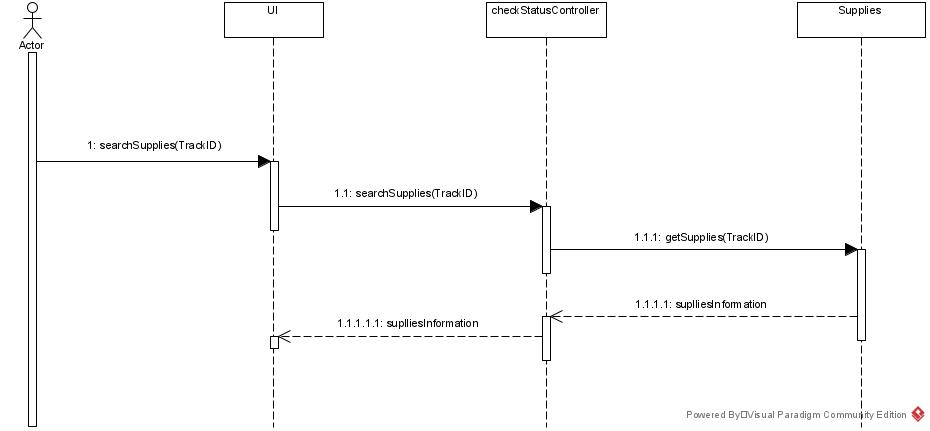 UI
checkStatusController
Supplies
Actor
1: searchSupplies(TrackID)
1.1: searchSupplies(TrackID)
1.1.1: getSupplies(TrackID)
1.1.1.1: suplliesInformation
1.1.1.1.1: suplliesInformation
Powered By□Visual Paradigm Community Edition